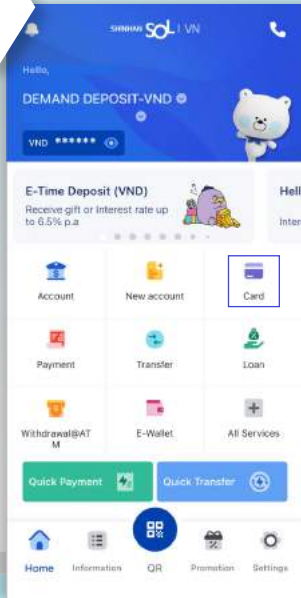 SHINHAN SOL VN
Hello,
DEMAND DEPOSIT-VND
VND ******
E-Time Deposit (VND)
Receive gift or Interest rate up
to 6.5% p.a
Hell
Inter
Account
New account
Card
Payment
Transfer
Loan
Withdrawal@AT
M
E-Wallet
All Services
Quick Payment
Quick Transfer
Home
Information
QR
Promotion
Settings